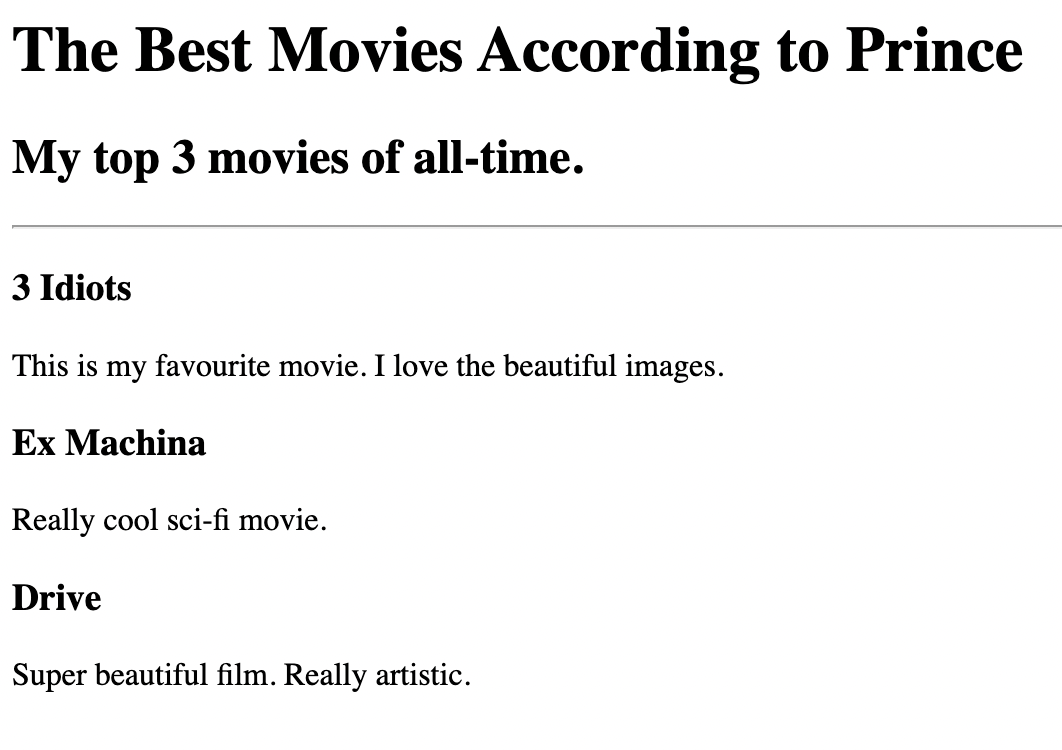 The Best Movies According to Prince
My top 3 movies of all-time.
3 Idiots
This is my favourite movie. I love the beautiful images.
Ex Machina
Really cool sci-fi movie.
Drive
Super beautiful film. Really artistic.